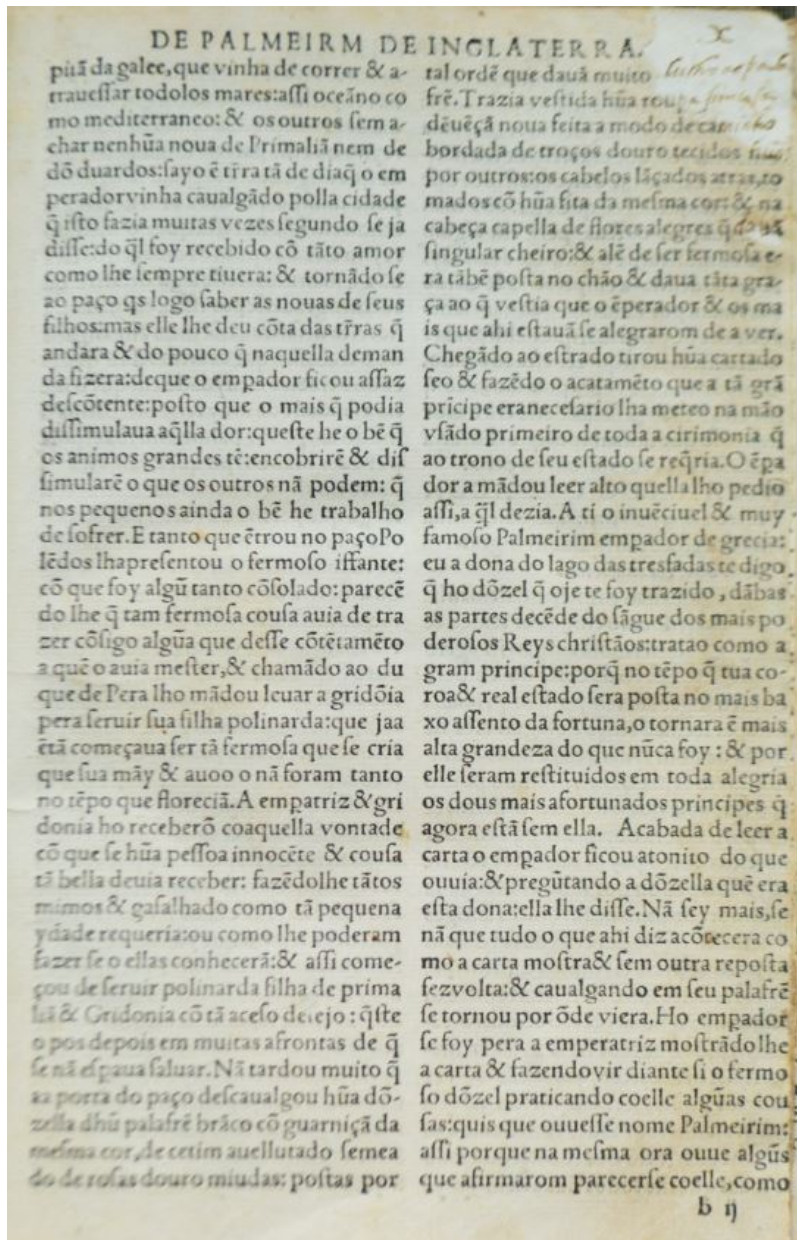 DE PALMEIRM DE INGLATERRA.
pitã da galee, que vinha de correr & a-
traueſſar todolos mares: aſſi oceãno co
mo mediterraneo: & os outros ſem a-
char nenhũa noua de Primaliã nem de
dõ duardos: ſayo ẽ tr̃ra tã de diaq̃ o em
peradorvinha caualgãdo polla cidade
q̃ iſto fazia muitas vezes ſegundo ſe ja
diſſe: do q̃l foy recebido cõ tãto amor
como lhe ſempre tiuera: & tornãdo ſe
ao paço qs logo ſaber as nouas de ſeus
filhos: mas elle lhe deu cõta das tr̃ras q̃
andara & do pouco q̃ naquella deman
da fizera: deque o empador ficou aſſaz
deſcõtente: poſto que o mais q̃ podia
diſſimulaua aq̃lla dor: queſte he o bẽ q̃
os animos grandes tẽ: encobrirẽ & diſ
ſimularẽ o que os outros nã podem: q̃
nos pequenos ainda o bẽ he trabalho
de ſofrer. E tanto que ẽtrou no paço Po
lẽdos lhapreſentou o fermoſo iffante:
cõ que foy algũ tanto cõſolado: parecẽ
do lhe q̃ tam fermoſa couſa auia de tra
zer cõſigo algũa que deſſe cõtẽtamẽto
a quẽ o auia meſter, & chamãdo ao du
que de Pera lho mãdou leuar a gridõia
pera ſeruir ſua filha polinarda: que jaa
ẽtã começaua ſer tã fermoſa que ſe cria
que ſua mãy & auoo o nã foram tanto
no tẽpo que floreciã. A empatriz & gri
donia ho receberõ coaquella vontade
cõ que ſe hũa peſſoa innocẽte & couſa
tã bella deuia receber: fazẽdolhe tãtos
mimos & gaſalhado como tã pequena
ydade requeria: ou como lhe poderam
fazer ſe o ellas conhecerã: & aſſi come-
çou de ſeruir polinarda filha de prima
liã & Gridonia cõ tã aceſo deſejo: q̃ſte
o pos depois em muitas afrontas de q̃
ſe nã eſpaua ſaluar. Nã tardou muito q̃
aa porta do paço deſcaualgou hũa dõ-
zella dhũ palafrẽ brãco cõ guarniçã da
meſma cor, de cetim auellutado ſemea
do de roſas douro miudas: poſtas por
tal ordẽ que dauã muito
frẽ. Trazia veſtida hũa roupa
dẽuẽçã noua feita a modo de
bordada de troços douro tecidos
por outros: os cabelos lãçados atras, to
mados cõ hũa fita da meſma cor: & na
cabeça capella de flores alegres q̃
ſingular cheiro: & alẽ de ſer fermoſa e-
ra tãbẽ poſta no chão & daua tãta gra-
ça ao q̃ veſtia que o ẽperador & os ma
is que ahi eſtauã ſe alegrarom de a ver.
Chegãdo ao eſtrado tirou hũa cartado
ſeo & fazẽdo o acatamẽto que a tã grã
prĩcipe eraneceſario lha meteo na mão
vſãdo primeiro de toda a cirimonia q̃
ao trono de ſeu eſtado ſe req̃ria. O ẽpa
dor a mãdou leer alto quella lho pedio
aſſi, a q̃l dezia. A ti o inuẽciuel & muy
famoſo Palmeirim empador de grecia:
eu a dona do lago das tresfadas te digo
q̃ ho dõzel q̃ oje te foy trazido, dãbas
as partes decẽde do ſãgue dos mais po
deroſos Reys chriſtãos: tratao como a
gram principe: porq̃ no tẽpo q̃ tua co-
roa & real eſtado ſera poſta no mais ba
xo aſſento da fortuna, o tornara ẽ mais
alta grandeza do que nũca foy: & por
elle ſeram reſtituidos em toda alegria
os dous mais afortunados principes q̃
agora eſtã ſem ella. Acabada de leer a
carta o empador ficou atonito do que
ouuia: & pregũtando a dõzella quẽ era
eſta dona: ella lhe diſſe. Nã ſey mais, ſe
nã que tudo o que ahi diz acõtecera co
mo a carta moſtra & ſem outra repoſta
fezvolta: & caualgando em ſeu palafrẽ
ſe tornou por õde viera. Ho empador
ſe foy pera a emperatriz moſtrãdolhe
a carta & fazendovir diante ſi o fermo
ſo dõzel praticando coelle algũas cou
ſas: quis que ouueſſe nome Palmeirim:
aſſi porque na meſma ora ouue algũs
que afirmarom parecerſe coelle, como
b ij